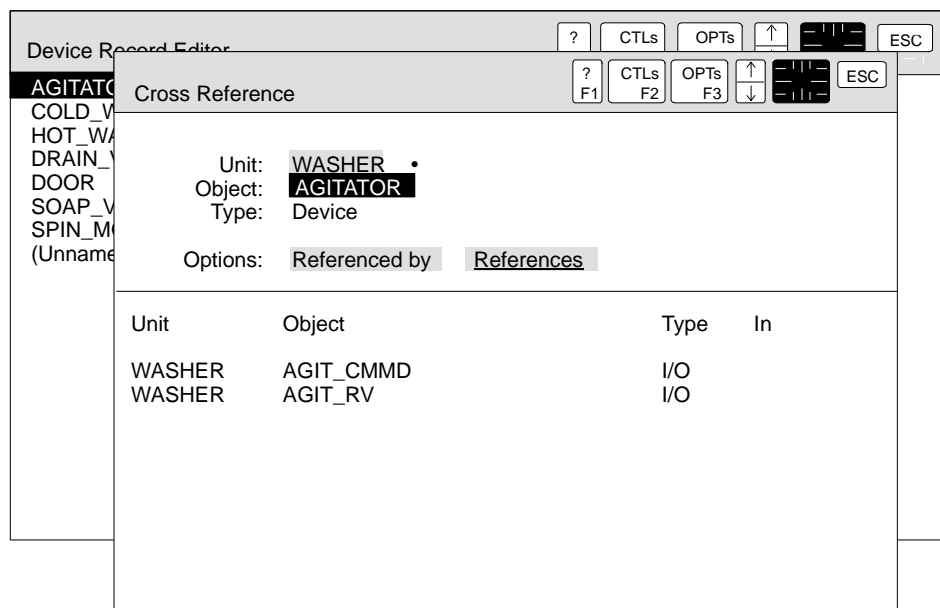 Device Record Editor
? CTLs OPTs ↑ ESC
Cross Reference
? CTLs OPTs ↑ ESC
F1 F2 F3 ↓
AGITATO
COLD_W
HOT_WA
DRAIN_
DOOR
SOAP_V
SPIN_M
(Unname
Unit: WASHER •
Object: AGITATOR
Type: Device
Options: Referenced by References
Unit Object Type In
WASHER AGIT_CMMD I/O
WASHER AGIT_RV I/O